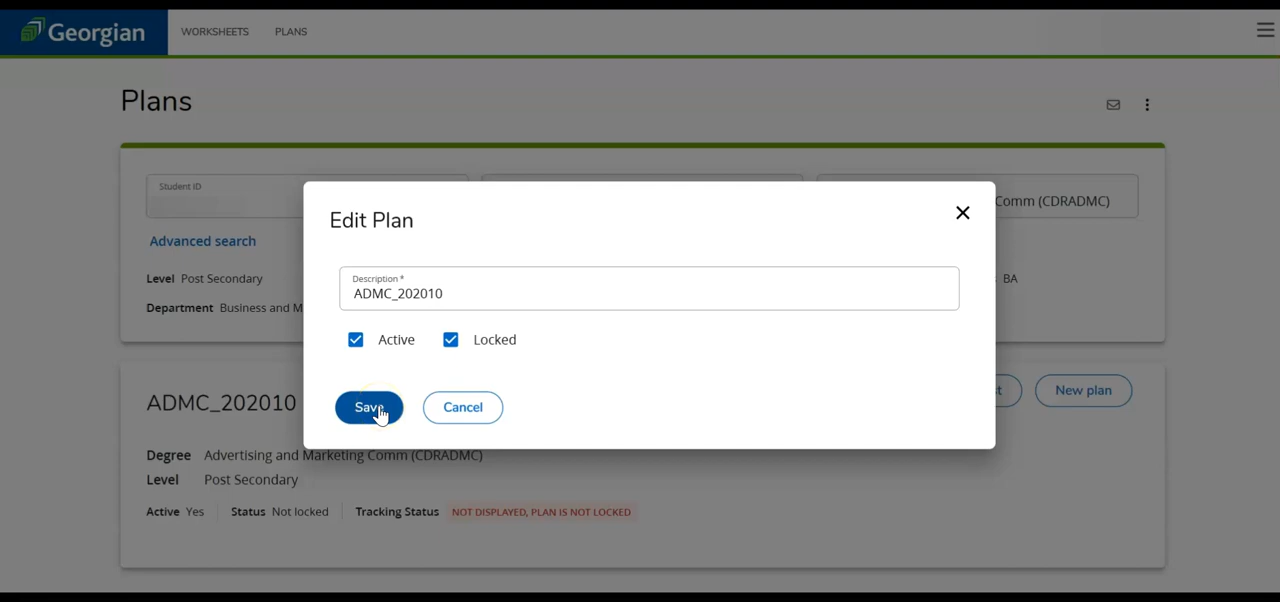 Georgian WORKSHEETS PLANS
Plans
Student ID
Comm (CDRADMC)
Advanced search
Level Post Secondary
BA
Department Business and M
Edit Plan
Description *
ADMC_202010
Active Locked
Save Cancel
ADMC_202010
New plan
Degree Advertising and Marketing Comm (CDRADMC)
Level Post Secondary
Active Yes Status Not locked Tracking Status NOT DISPLAYED, PLAN IS NOT LOCKED